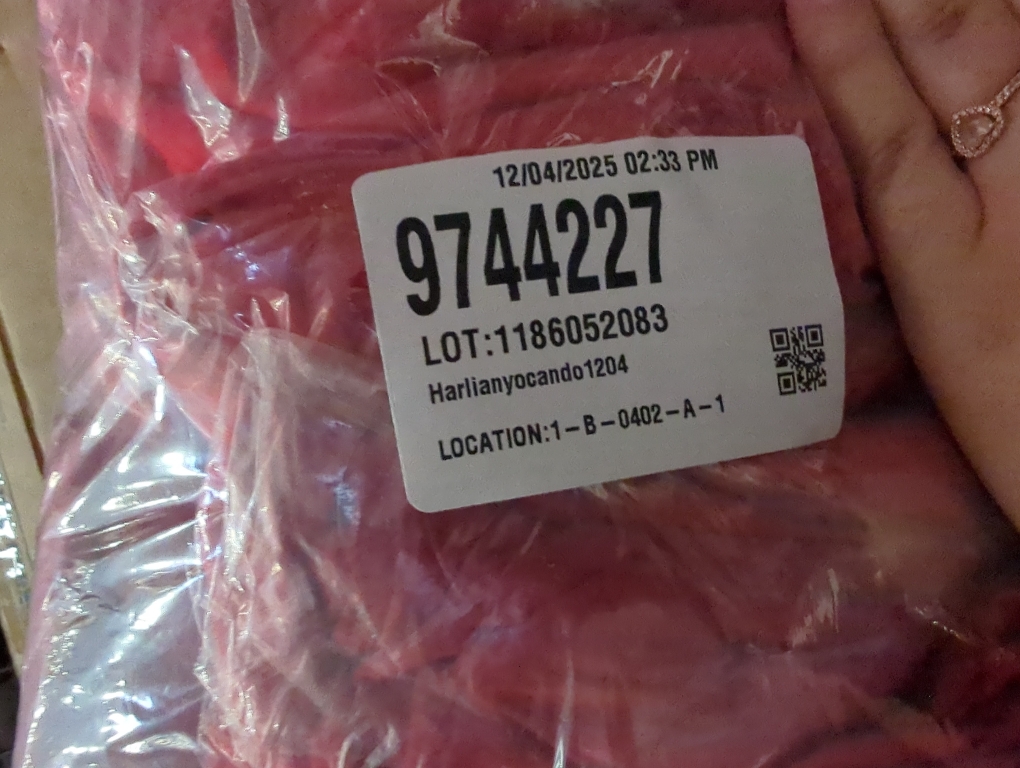 12/04/2025 02:33 PM
9744227
LOT:1186052083
Harlianyocando1204
LOCATION:1-B-0402-A-1